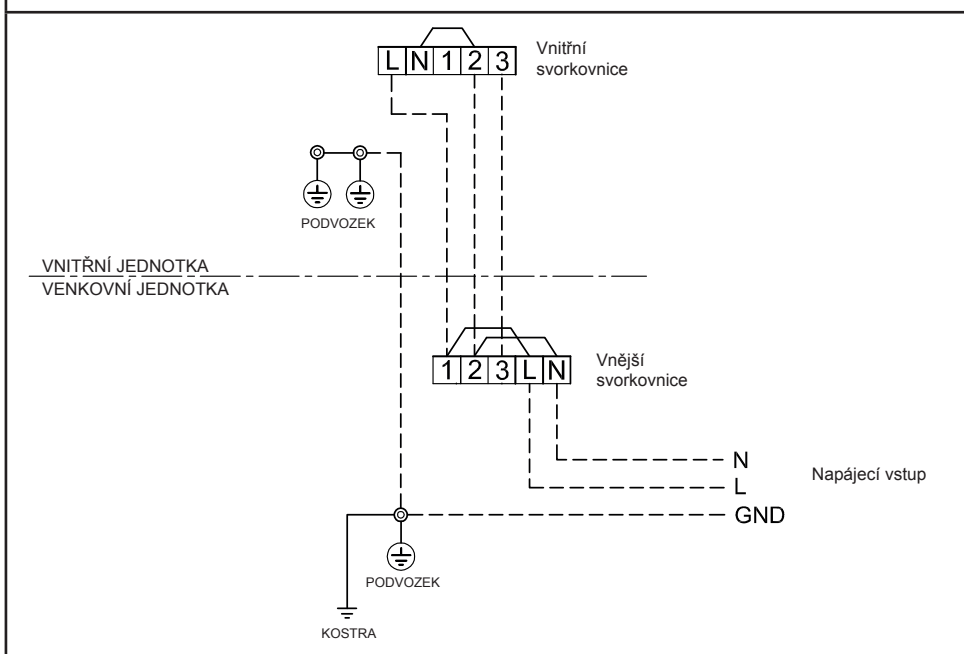 Vnitřní
svorkovnice
L N 1 2 3
PODVOZEK
VNITŘNÍ JEDNOTKA
VENKOVNÍ JEDNOTKA
1 2 3 L N
Vnější
svorkovnice
N
L
GND
Napájecí vstup
PODVOZEK
KOSTRA